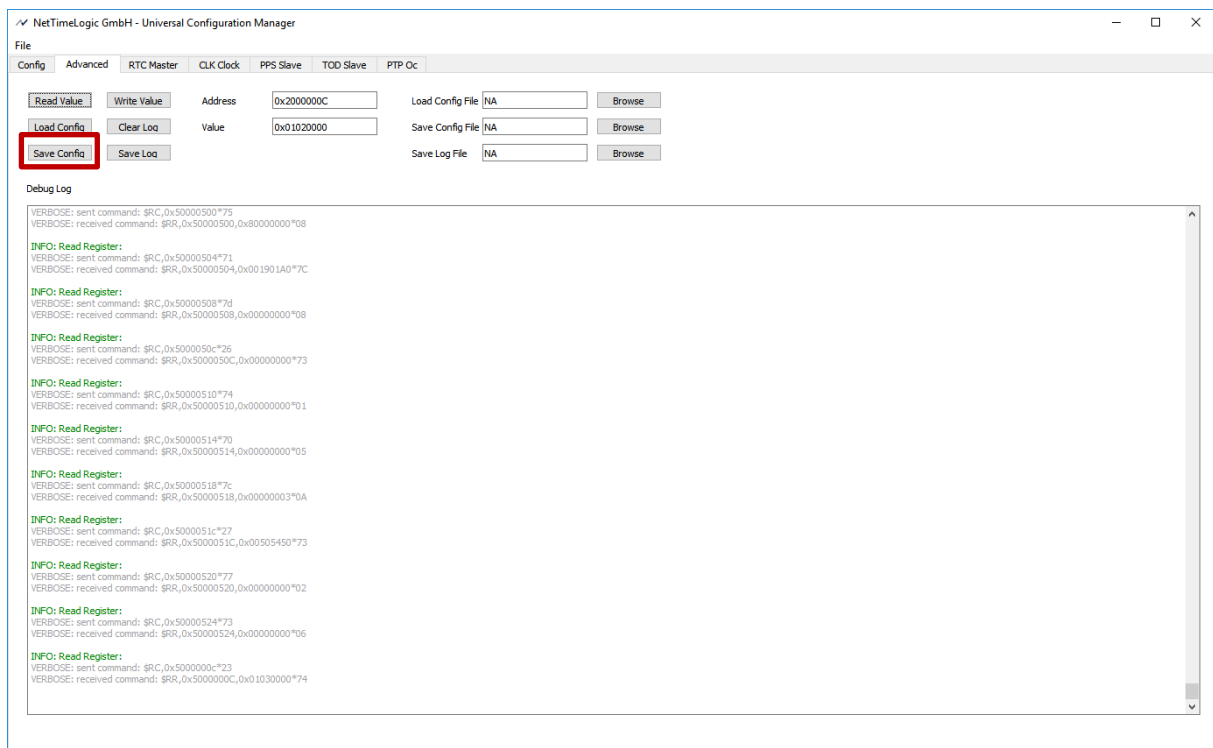 NetTimeLogic GmbH - Universal Configuration Manager
File
Config Advanced RTC Master CLK Clock PPS Slave TOD Slave PTP Oc
Read Value Write Value Address 0x2000000C Load Config File NA Browse
Load Config Clear Log Value 0x01020000 Save Config File NA Browse
Save Config Save Log Save Log File NA Browse
Debug Log
VERBOSE: sent command: $RC,0x50000500*75
VERBOSE: received command: $RR,0x50000500,0x80000000*08
INFO: Read Register:
VERBOSE: sent command: $RC,0x50000504*71
VERBOSE: received command: $RR,0x50000504,0x001901A0*7C
INFO: Read Register:
VERBOSE: sent command: $RC,0x50000508*7d
VERBOSE: received command: $RR,0x50000508,0x00000000*08
INFO: Read Register:
VERBOSE: sent command: $RC,0x5000050c*26
VERBOSE: received command: $RR,0x5000050C,0x00000000*73
INFO: Read Register:
VERBOSE: sent command: $RC,0x50000510*74
VERBOSE: received command: $RR,0x50000510,0x00000000*01
INFO: Read Register:
VERBOSE: sent command: $RC,0x50000514*70
VERBOSE: received command: $RR,0x50000514,0x00000000*05
INFO: Read Register:
VERBOSE: sent command: $RC,0x50000518*7c
VERBOSE: received command: $RR,0x50000518,0x00000003*0A
INFO: Read Register:
VERBOSE: sent command: $RC,0x5000051c*27
VERBOSE: received command: $RR,0x5000051C,0x00505450*73
INFO: Read Register:
VERBOSE: sent command: $RC,0x50000520*77
VERBOSE: received command: $RR,0x50000520,0x00000000*02
INFO: Read Register:
VERBOSE: sent command: $RC,0x50000524*73
VERBOSE: received command: $RR,0x50000524,0x00000000*06
INFO: Read Register:
VERBOSE: sent command: $RC,0x5000000c*23
VERBOSE: received command: $RR,0x5000000C,0x01030000*74